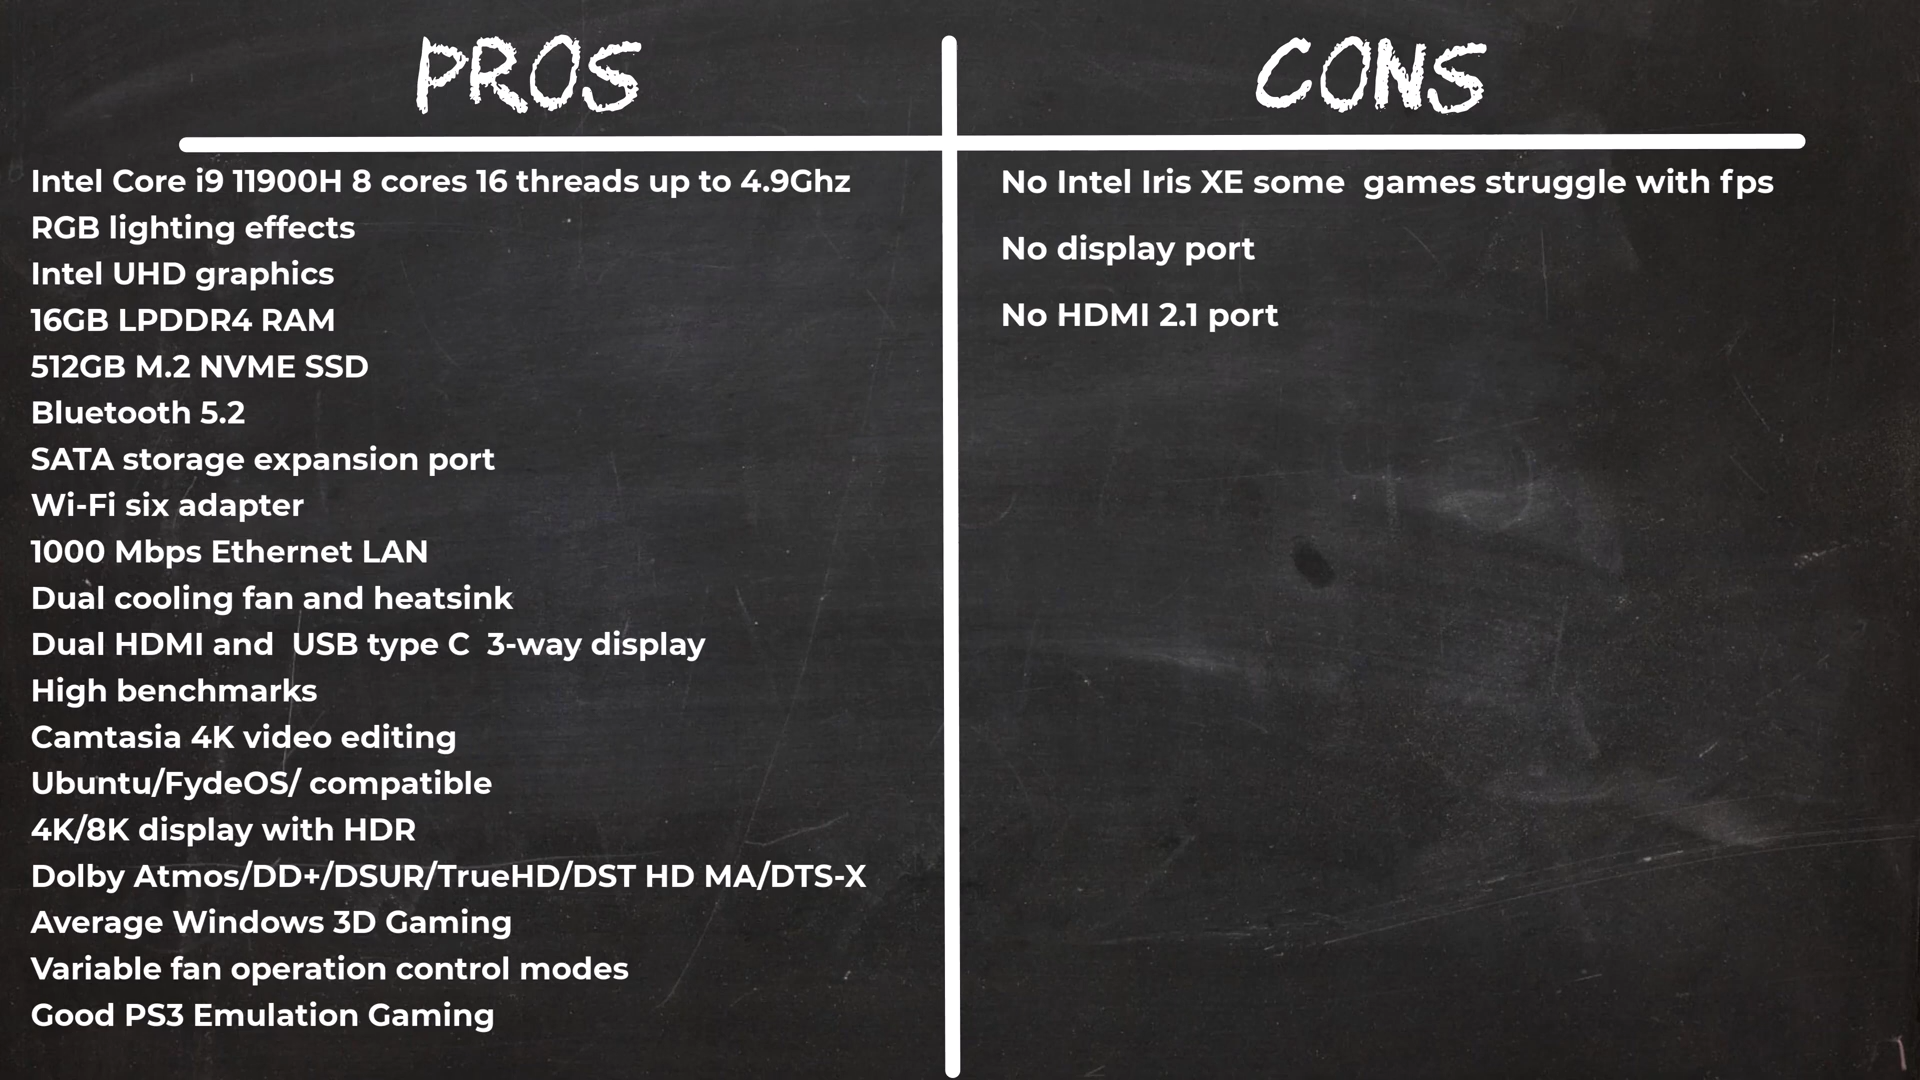 PROS
CONS
Intel Core i9 11900H 8 cores 16 threads up to 4.9Ghz
RGB lighting effects
Intel UHD graphics
16GB LPDDR4 RAM
512GB M.2 NVME SSD
Bluetooth 5.2
SATA storage expansion port
Wi-Fi six adapter
1000 Mbps Ethernet LAN
Dual cooling fan and heatsink
Dual HDMI and  USB type C  3-way display
High benchmarks
Camtasia 4K video editing
Ubuntu/FydeOS/ compatible
4K/8K display with HDR
Dolby Atmos/DD+/DSUR/TrueHD/DST HD MA/DTS-X
Average Windows 3D Gaming
Variable fan operation control modes
Good PS3 Emulation Gaming
No Intel Iris XE some  games struggle with fps
No display port
No HDMI 2.1 port